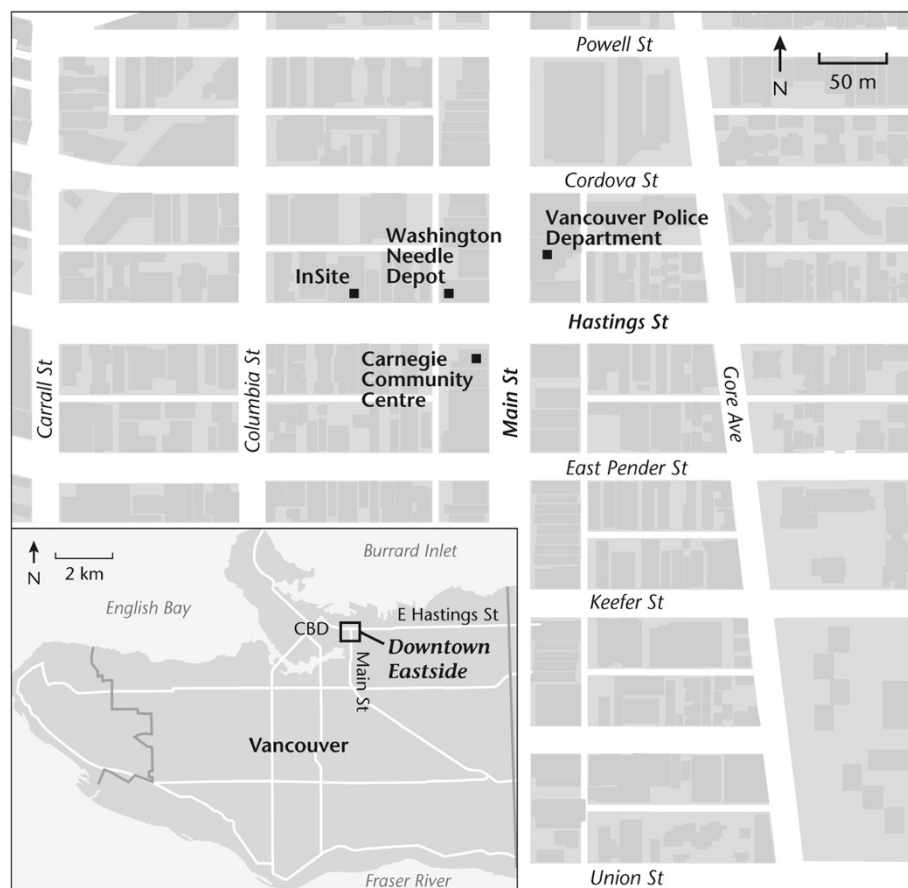 Powell St
N
50 m
Cordova St
Vancouver Police
Department
Washington
Needle
Depot
InSite
Hastings St
Carnegie
Community
Centre
Carrall St
Columbia St
Main St
Gore Ave
East Pender St
Keefer St
Union St
N
2 km
Burrard Inlet
English Bay
E Hastings St
CBD
Downtown
Eastside
Main St
Vancouver
Fraser River